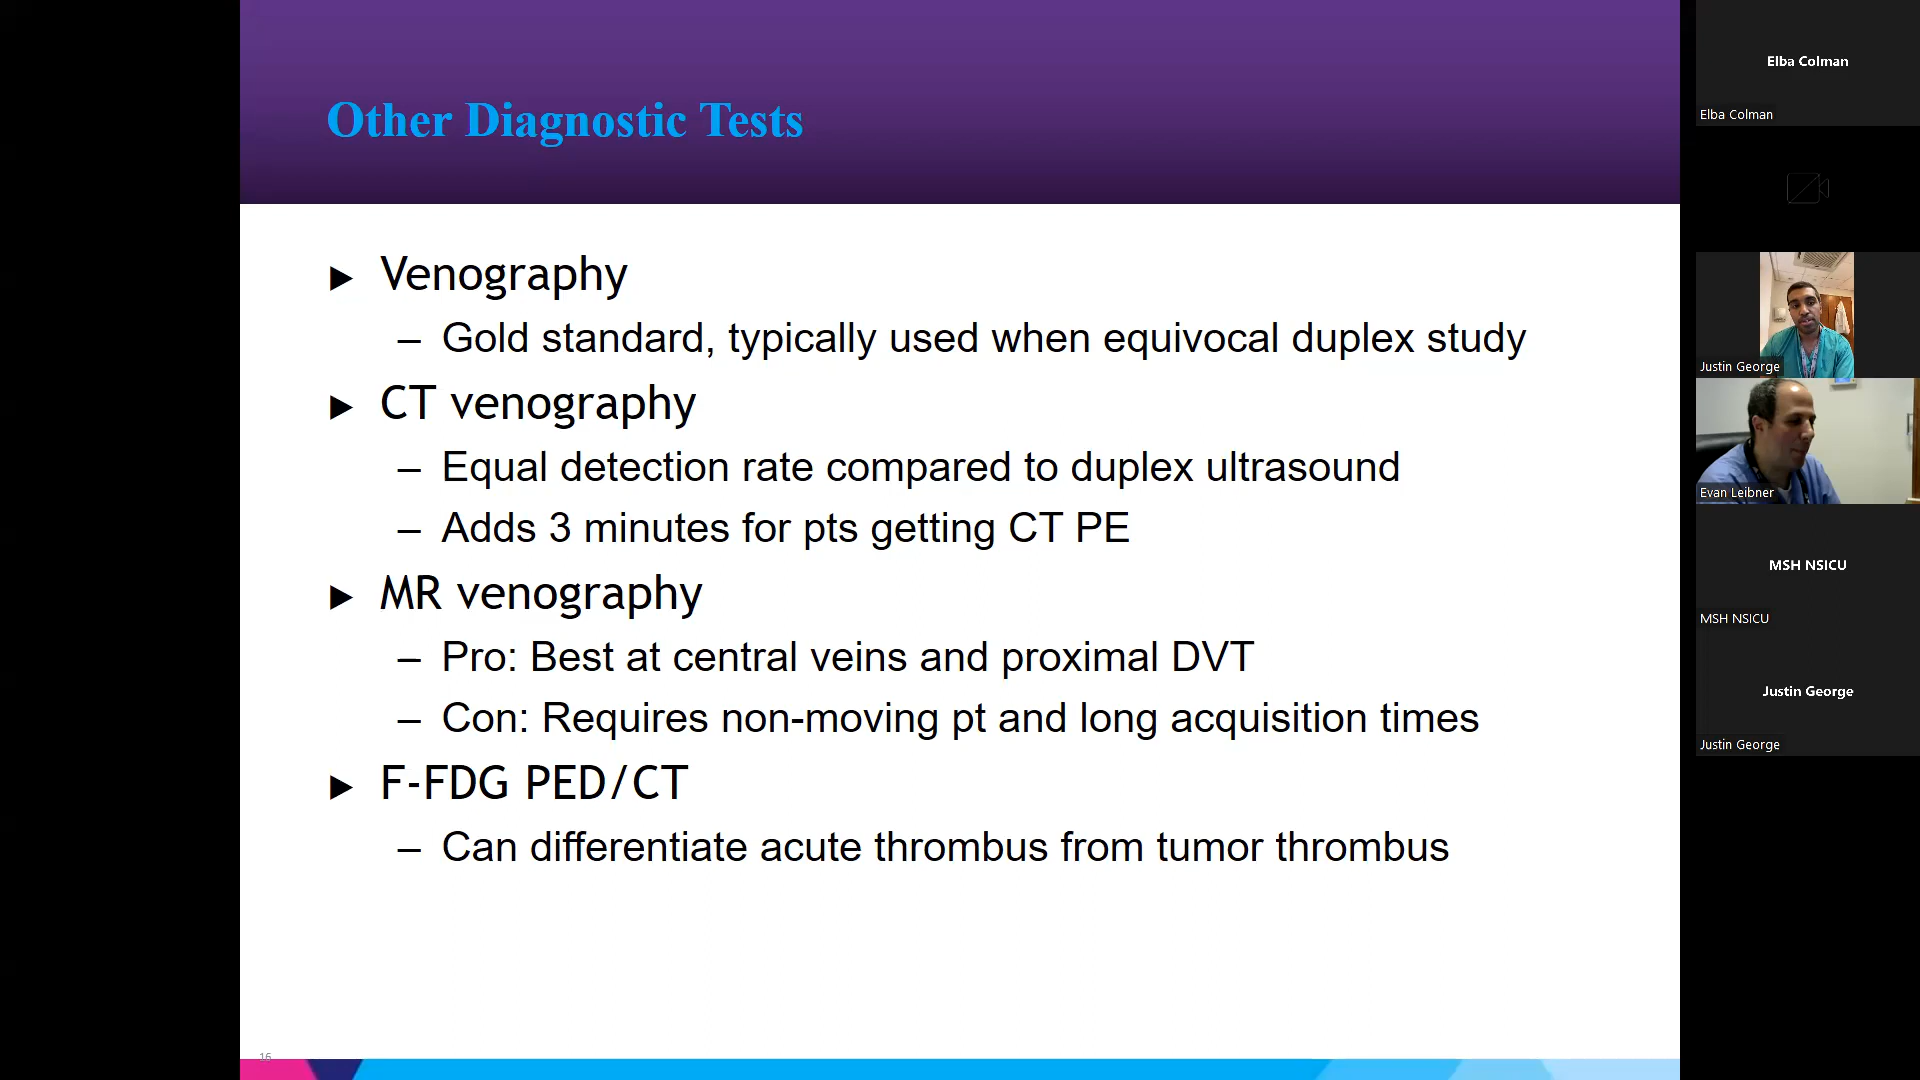 Other Diagnostic Tests
► Venography
– Gold standard, typically used when equivocal duplex study
► CT venography
– Equal detection rate compared to duplex ultrasound
– Adds 3 minutes for pts getting CT PE
► MR venography
– Pro: Best at central veins and proximal DVT
– Con: Requires non-moving pt and long acquisition times
► F-FDG PED/CT
– Can differentiate acute thrombus from tumor thrombus
16
Elba Colman
Elba Colman
Justin George
Evan Leibner
MSH NSICU
MSH NSICU
Justin George
Justin George